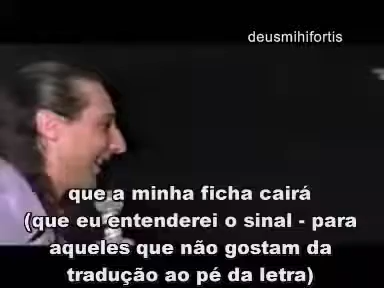 deusmihifortis
que a minha ficha cairá
(que eu entenderei o sinal - para
aqueles que não gostam da
tradução ao pé da letra)